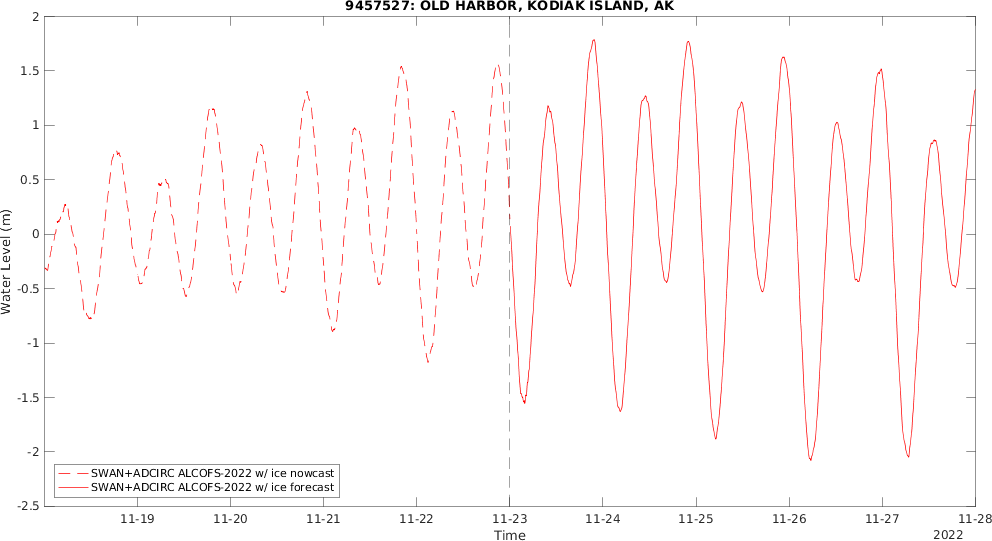 9457527: OLD HARBOR, KODIAK ISLAND, AK
2
1.5
1
0.5
0
-0.5
-1
-1.5
-2
-2.5
Water Level (m)
SWAN+ADCIRC ALCOFS-2022 w/ ice nowcast
SWAN+ADCIRC ALCOFS-2022 w/ ice forecast
11-19 11-20 11-21 11-22 11-23 11-24 11-25 11-26 11-27 11-28
Time
2022